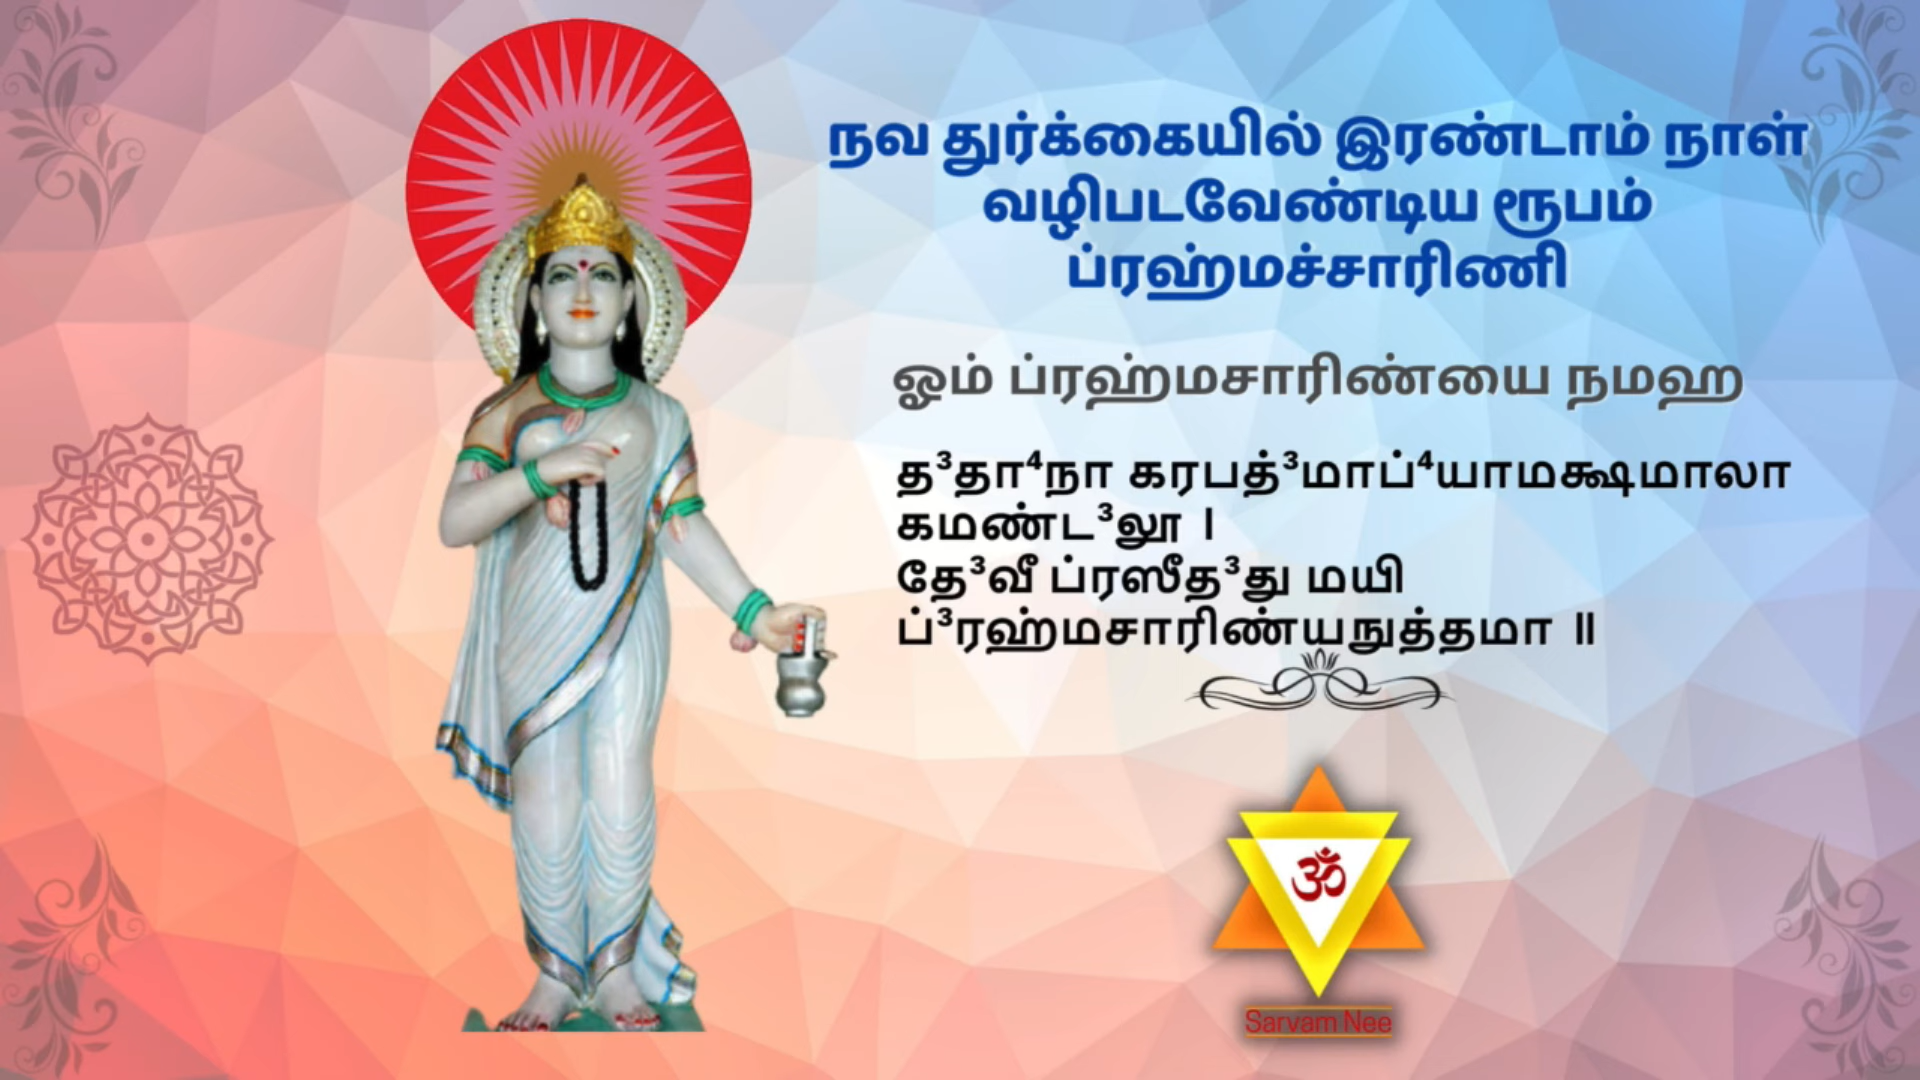 நவ துர்க்கையில் இரண்டாம் நாள்
வழிபடவேண்டிய ரூபம்
ப்ரஹ்மச்சாரிணி
ஓம் ப்ரஹ்மசாரிண்யை நமஹ
த³தா⁴நா கரபத்³மாப்⁴யாமக்ஷமாலா
கமண்ட³லூ ।
தே³வீ ப்ரஸீத³து மயி
ப்³ரஹ்மசாரிண்யநுத்தமா ॥
ॐ
Sarvam Nee